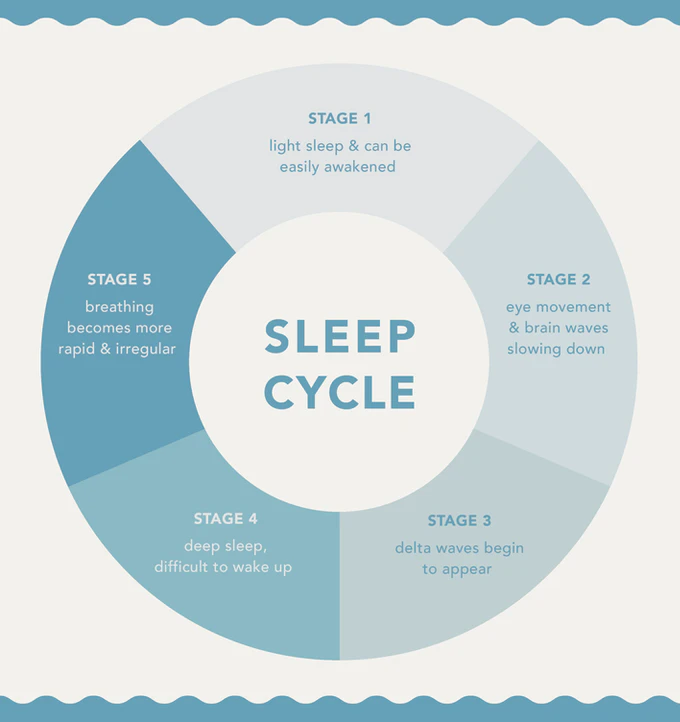 STAGE 1
light sleep & can be
easily awakened
STAGE 2
eye movement
& brain waves
slowing down
STAGE 3
delta waves begin
to appear
STAGE 4
deep sleep,
difficult to wake up
STAGE 5
breathing
becomes more
rapid & irregular
SLEEP
CYCLE